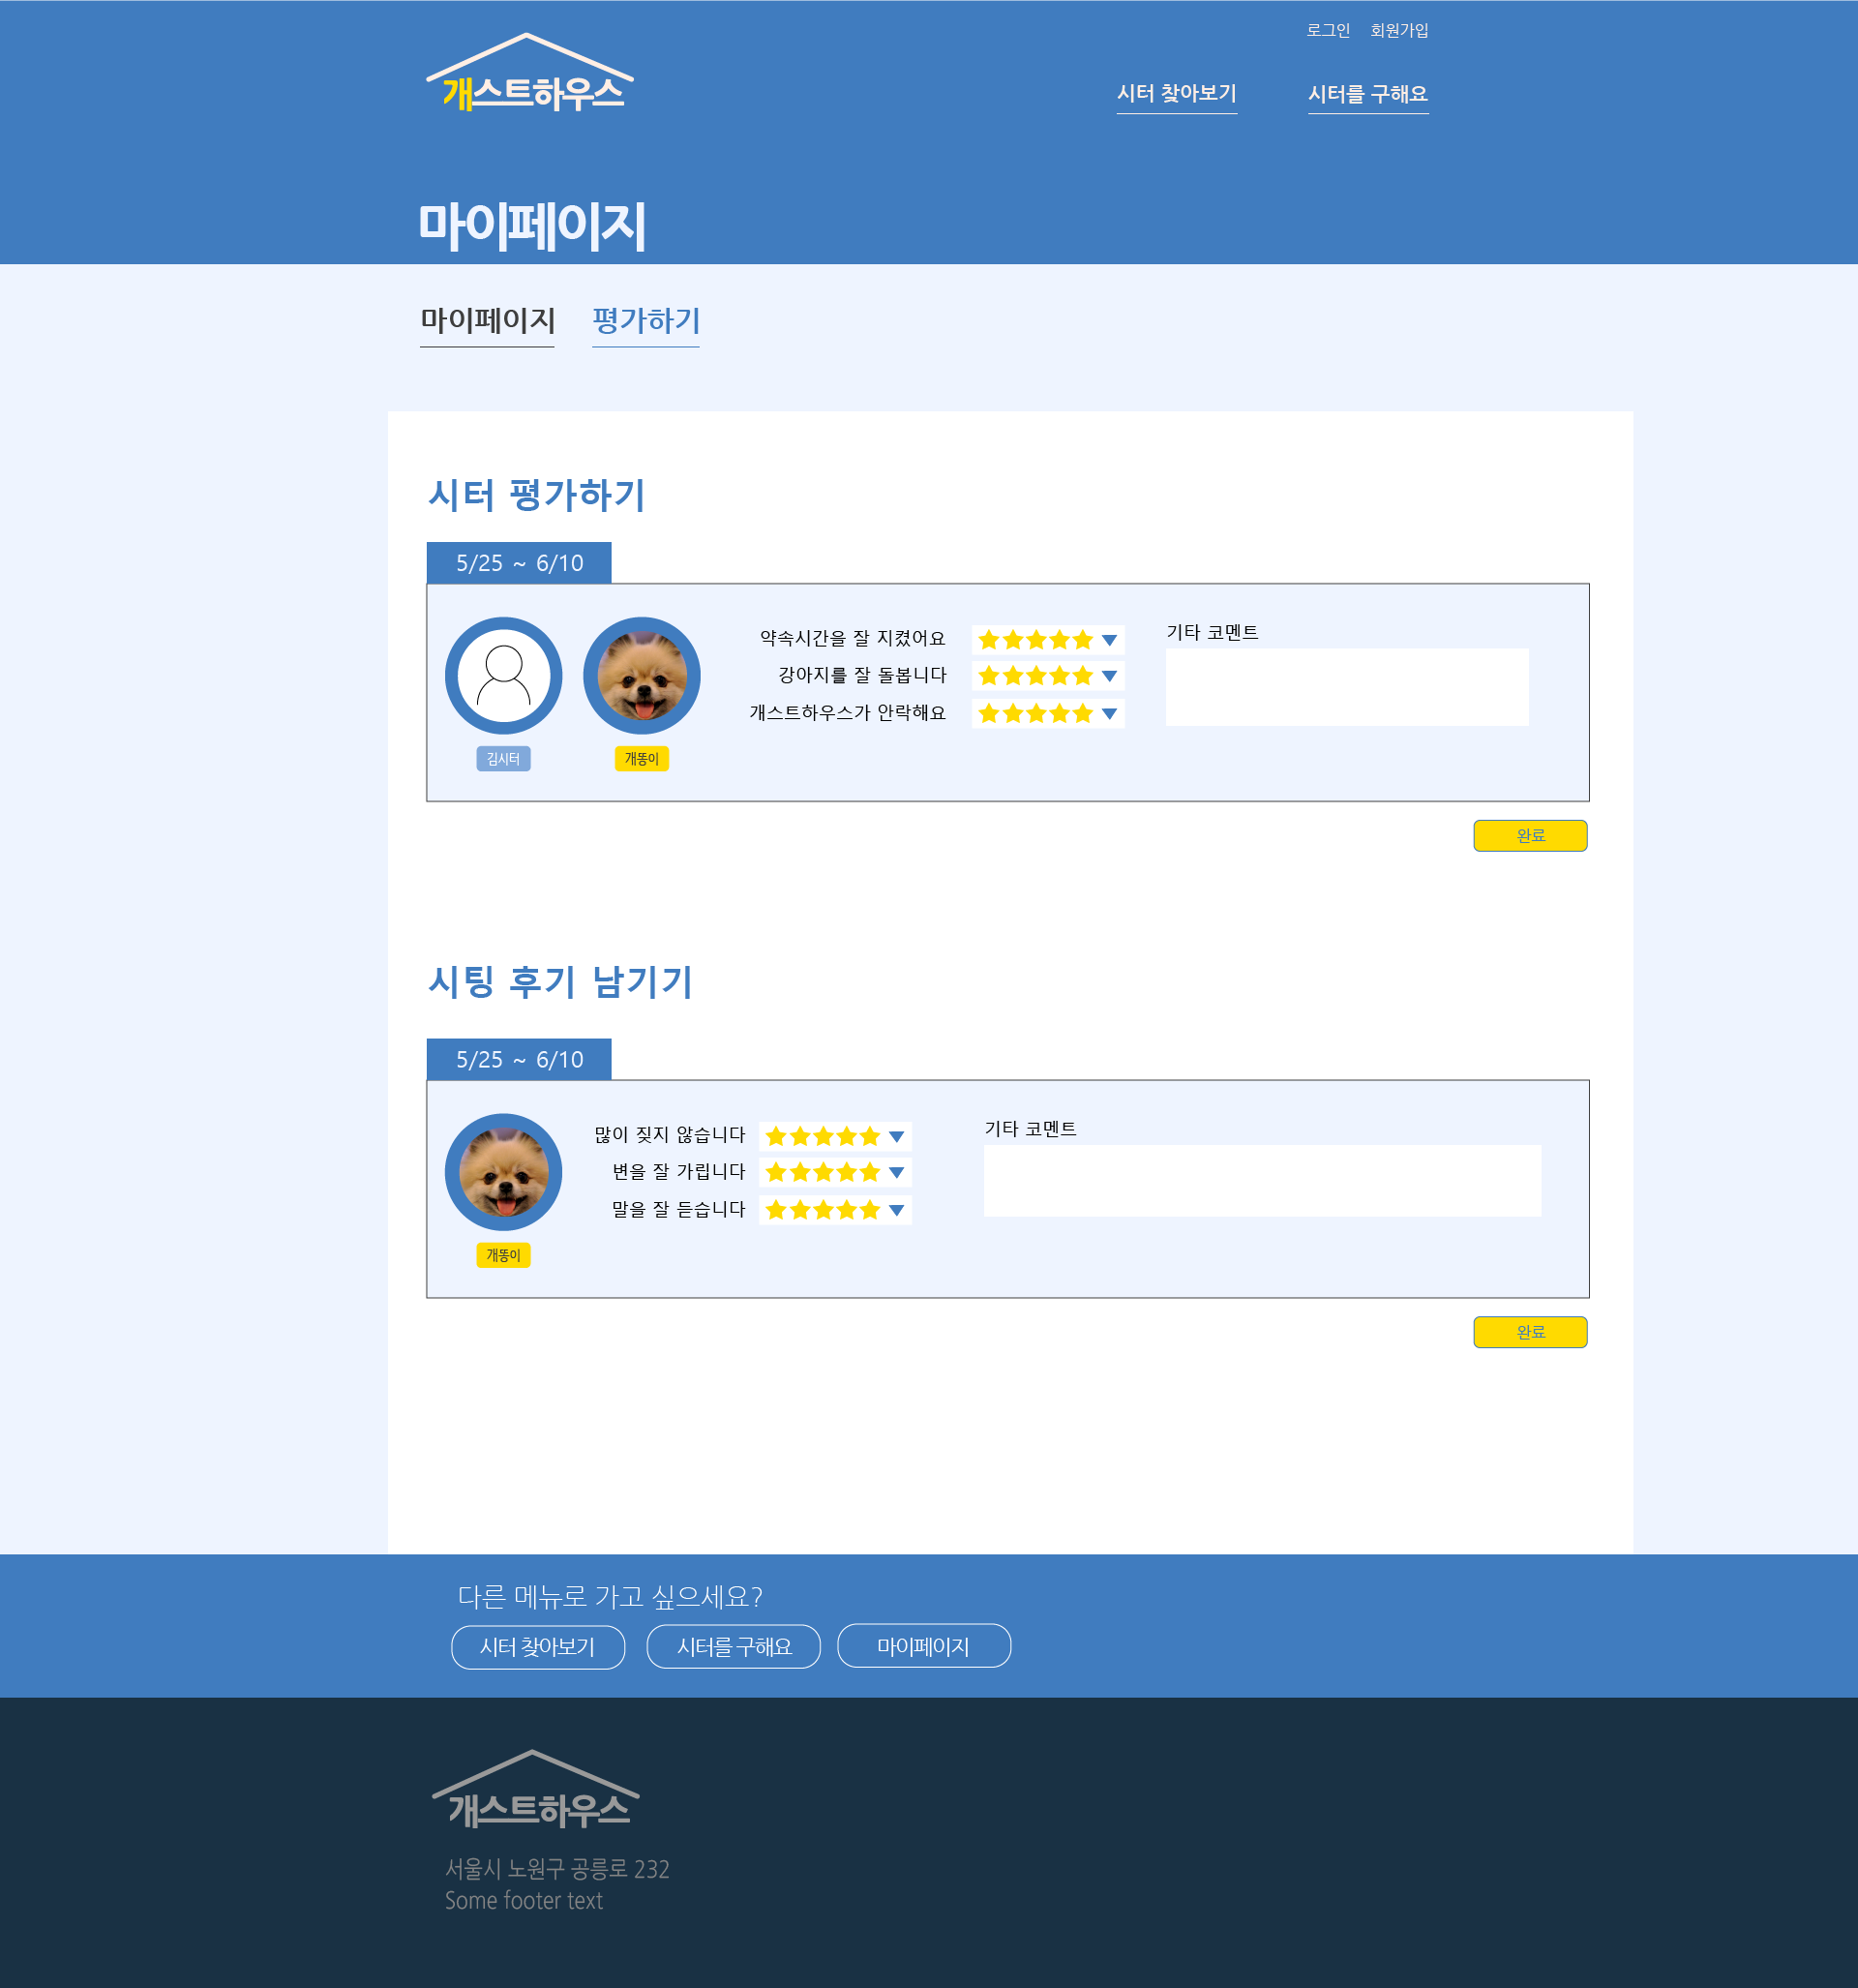 로그인 회원가입
개스트하우스
시터 찾아보기 시터를 구해요
마이페이지
마이페이지 평가하기
시터 평가하기
5/25 ~ 6/10
약속시간을 잘 지켰어요
강아지를 잘 돌봅니다
개스트하우스가 안락해요
기타 코멘트
김시터 개똥이
완료
시팅 후기 남기기
5/25 ~ 6/10
많이 짖지 않습니다
변을 잘 가립니다
말을 잘 듣습니다
기타 코멘트
개똥이
완료
다른 메뉴로 가고 싶으세요?
시터 찾아보기 시터를 구해요 마이페이지
개스트하우스
서울시 노원구 공릉로 232
Some footer text